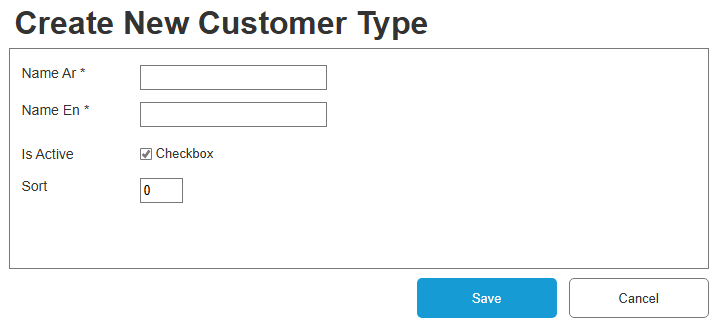 Create New Customer Type
Name Ar *
Name En *
Is Active Checkbox
Sort 0
Save Cancel